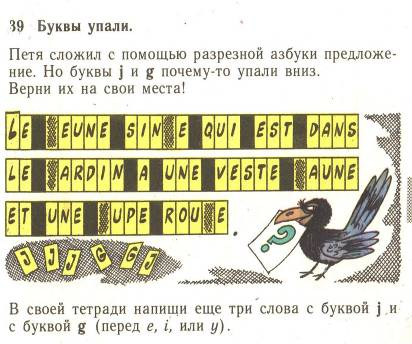 39 Буквы упали.
Петя сложил с помощью разрезной азбуки предложе-
ние. Но буквы j и g почему-то упали вниз.
Верни их на свои места!
LE  EUNE SIN E QUI EST DANS
LE  ARDIN A UNE VESTE  AUNE
ET UNE  UPE ROU E .
J J J G G J
?
В своей тетради напиши еще три слова с буквой j и
с буквой g (перед e, i, или y).